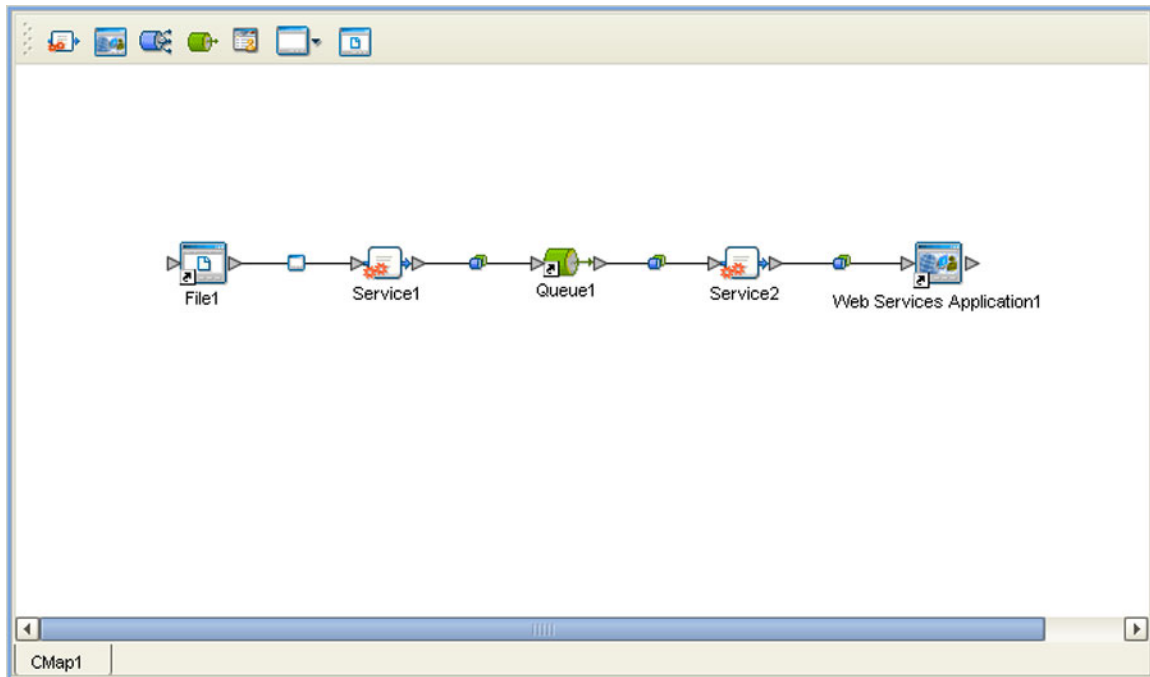 File1
Service1
Queue1
Service2
Web Services Application1
CMap1